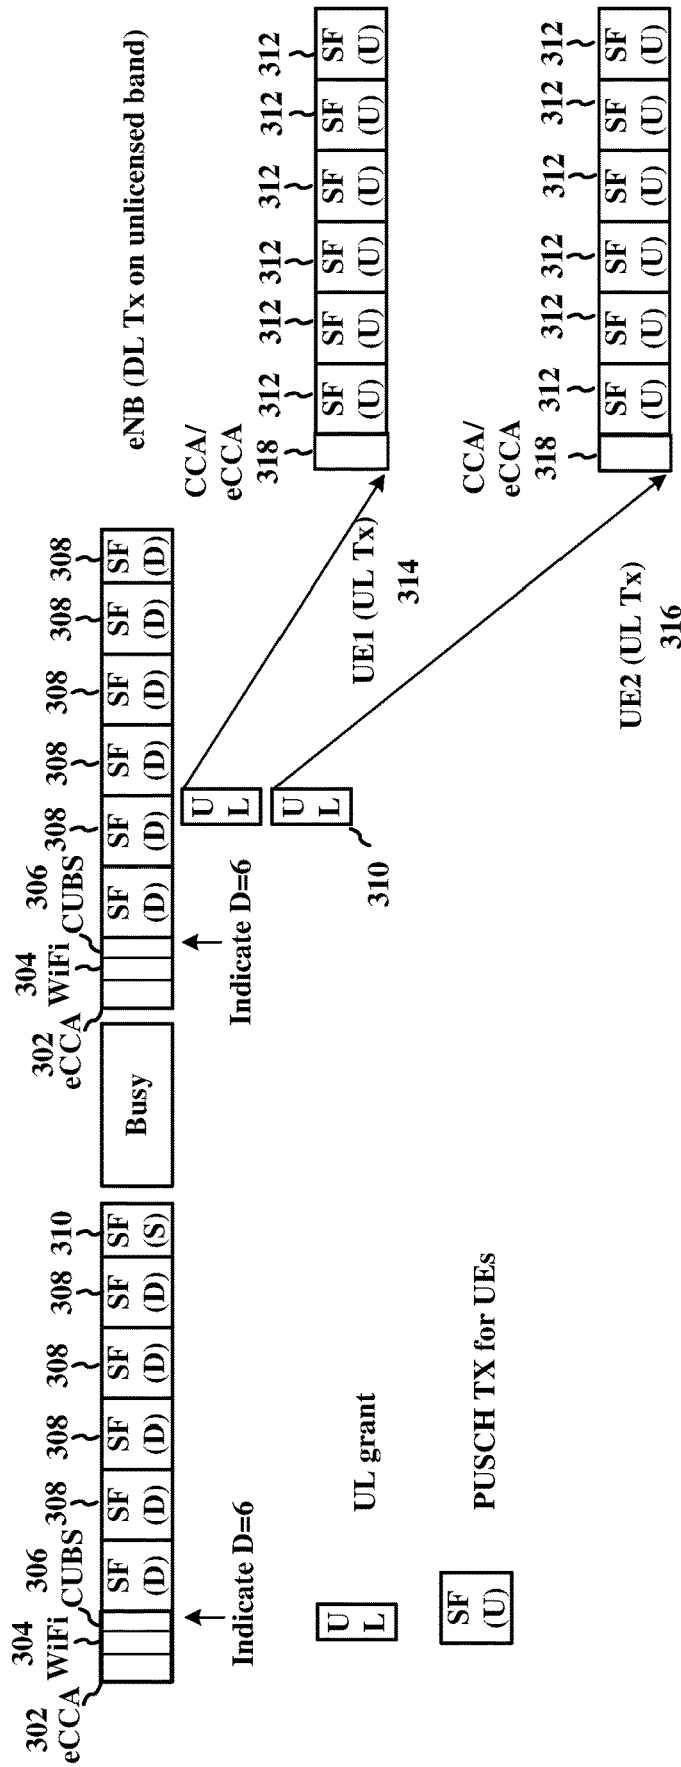 302
eCCA
304
WiFi
306
CUBS
308
308
308
308
310
SF
(D)
SF
(D)
SF
(D)
SF
(D)
SF
(D)
SF
(S)
Indicate D=6
Busy
302
eCCA
304
WiFi
306
CUBS
308
308
308
308
308
SF
(D)
SF
(D)
SF
(D)
SF
(D)
SF
(D)
SF
(D)
Indicate D=6
eNB (DL Tx on unlicensed band)
U
L
U
L
310
CCA/
eCCA
318
312
312
312
312
312
312
SF
(U)
SF
(U)
SF
(U)
SF
(U)
SF
(U)
SF
(U)
UE1 (UL Tx)
314
CCA/
eCCA
318
312
312
312
312
312
312
SF
(U)
SF
(U)
SF
(U)
SF
(U)
SF
(U)
SF
(U)
UE2 (UL Tx)
316
U
L
UL grant
SF
(U)
PUSCH TX for UEs